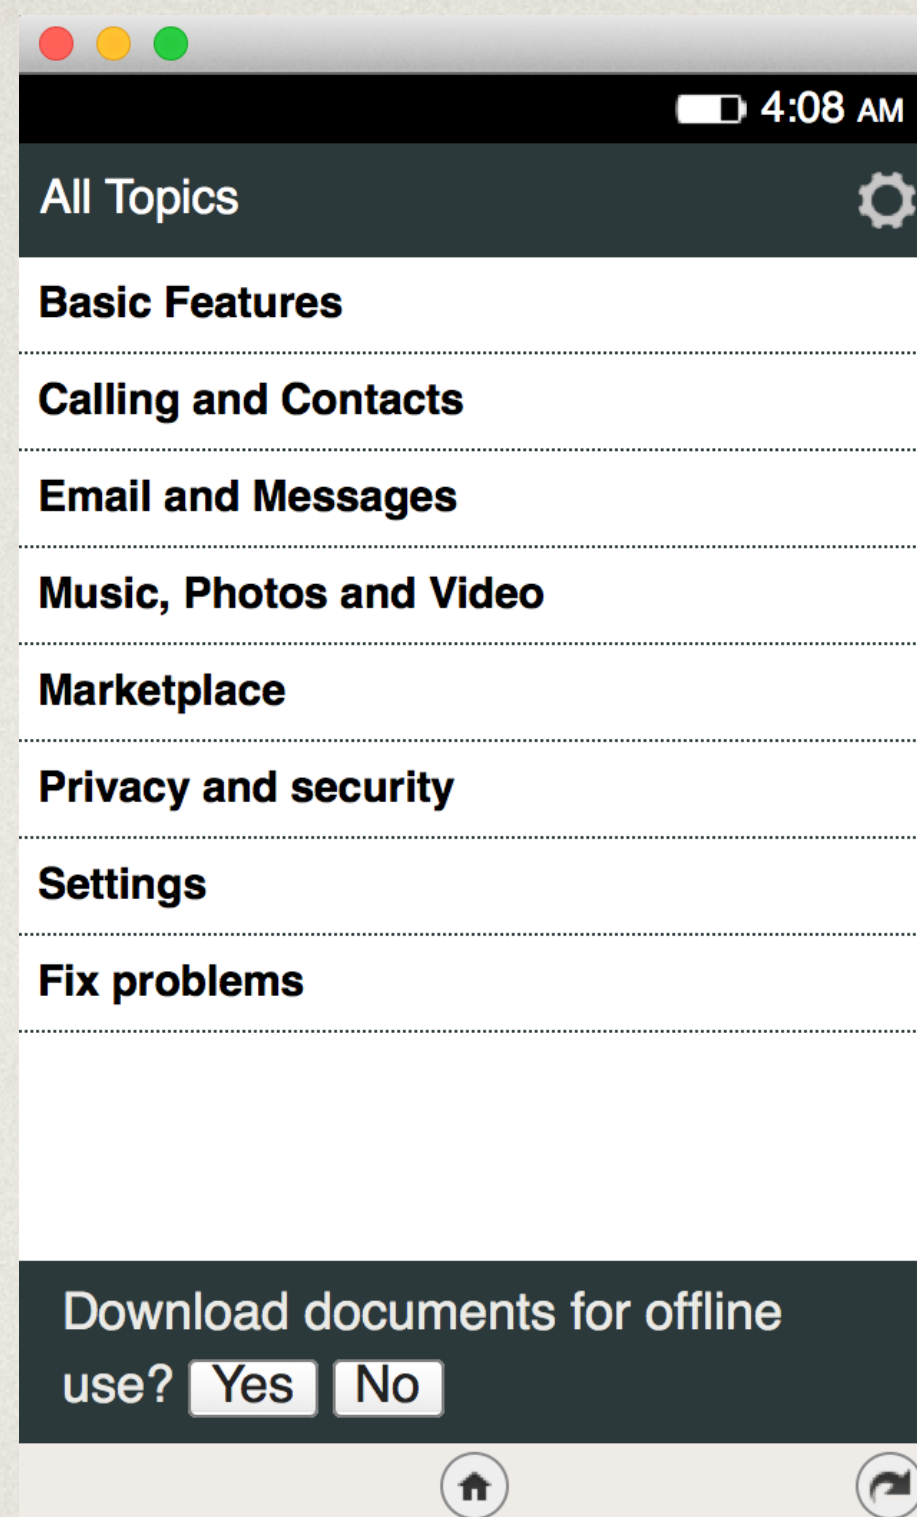 4:08 AM
All Topics
Basic Features
Calling and Contacts
Email and Messages
Music, Photos and Video
Marketplace
Privacy and security
Settings
Fix problems
Download documents for offline
use? Yes No